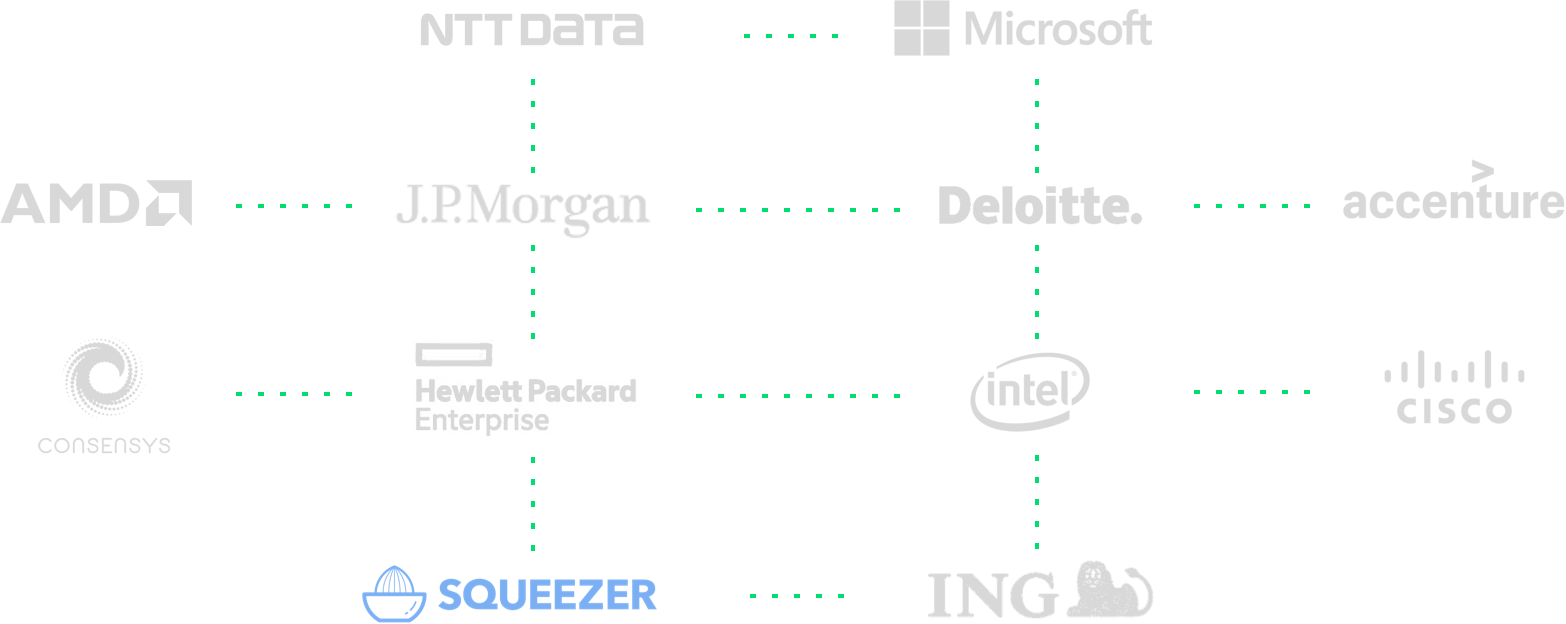 NTT DATA
Microsoft
AMD
J.P.Morgan
Deloitte.
accenture
CONSENSYS
Hewlett Packard
Enterprise
intel
CISCO
SQUEEZER
ING